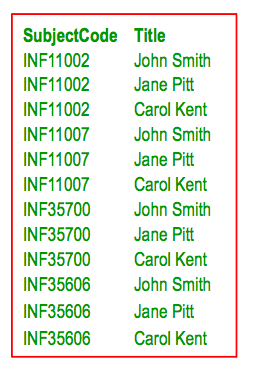 SubjectCode Title
INF11002 John Smith
INF11002 Jane Pitt
INF11002 Carol Kent
INF11007 John Smith
INF11007 Jane Pitt
INF11007 Carol Kent
INF35700 John Smith
INF35700 Jane Pitt
INF35700 Carol Kent
INF35606 John Smith
INF35606 Jane Pitt
INF35606 Carol Kent